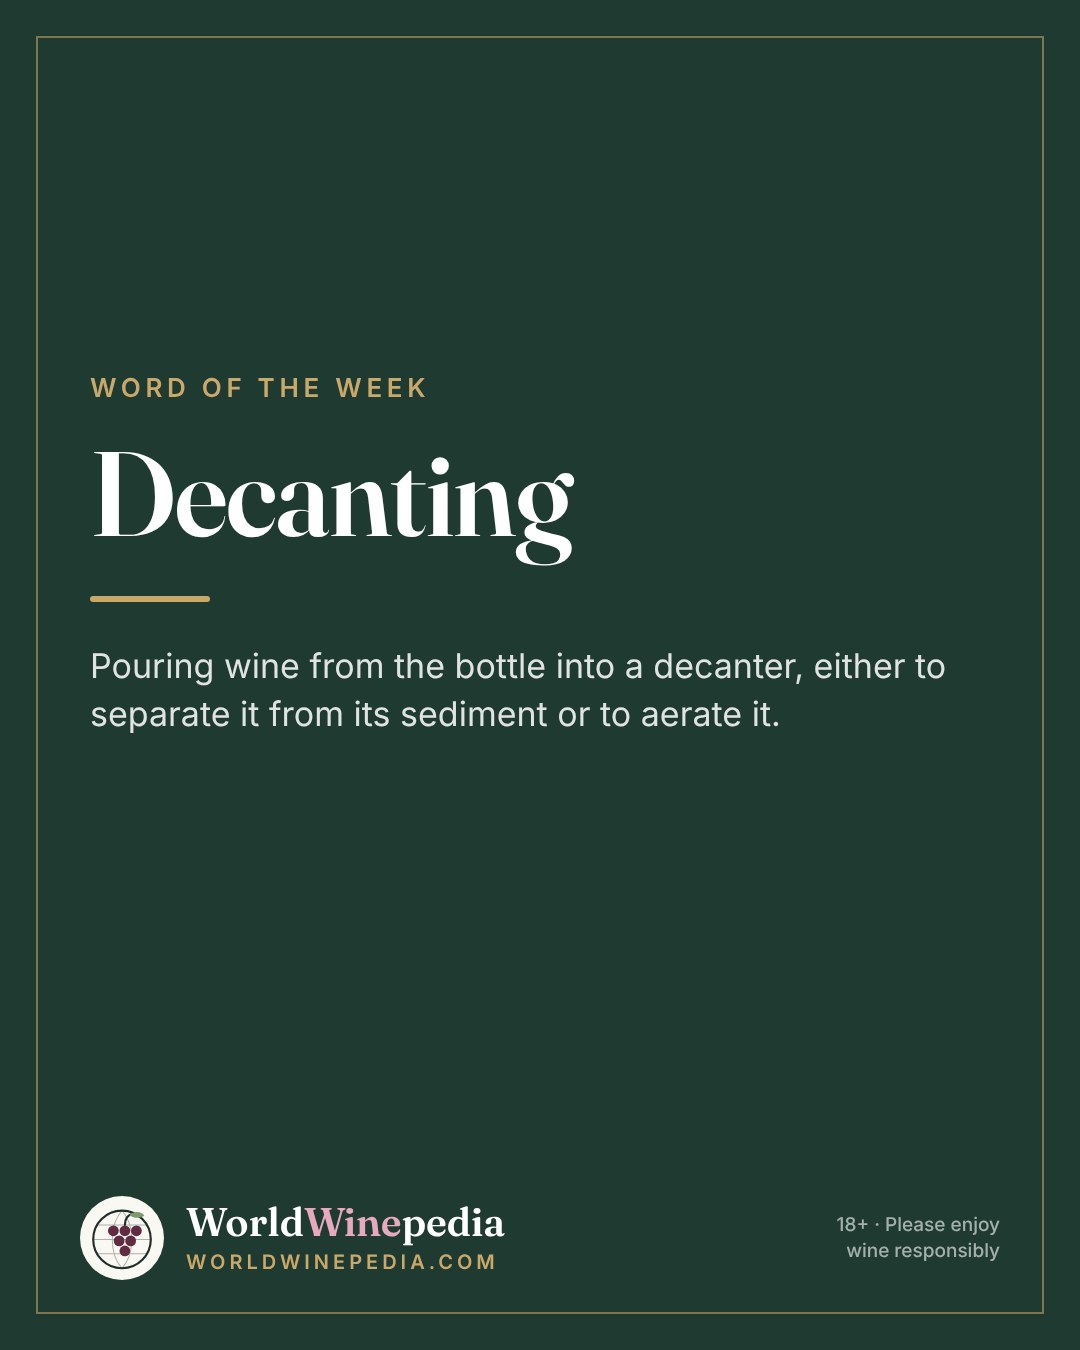 WORD OF THE WEEK
Decanting
Pouring wine from the bottle into a decanter, either to
separate it from its sediment or to aerate it.
WorldWinepedia
WORLDWINEPEDIA.COM
18+ · Please enjoy
wine responsibly